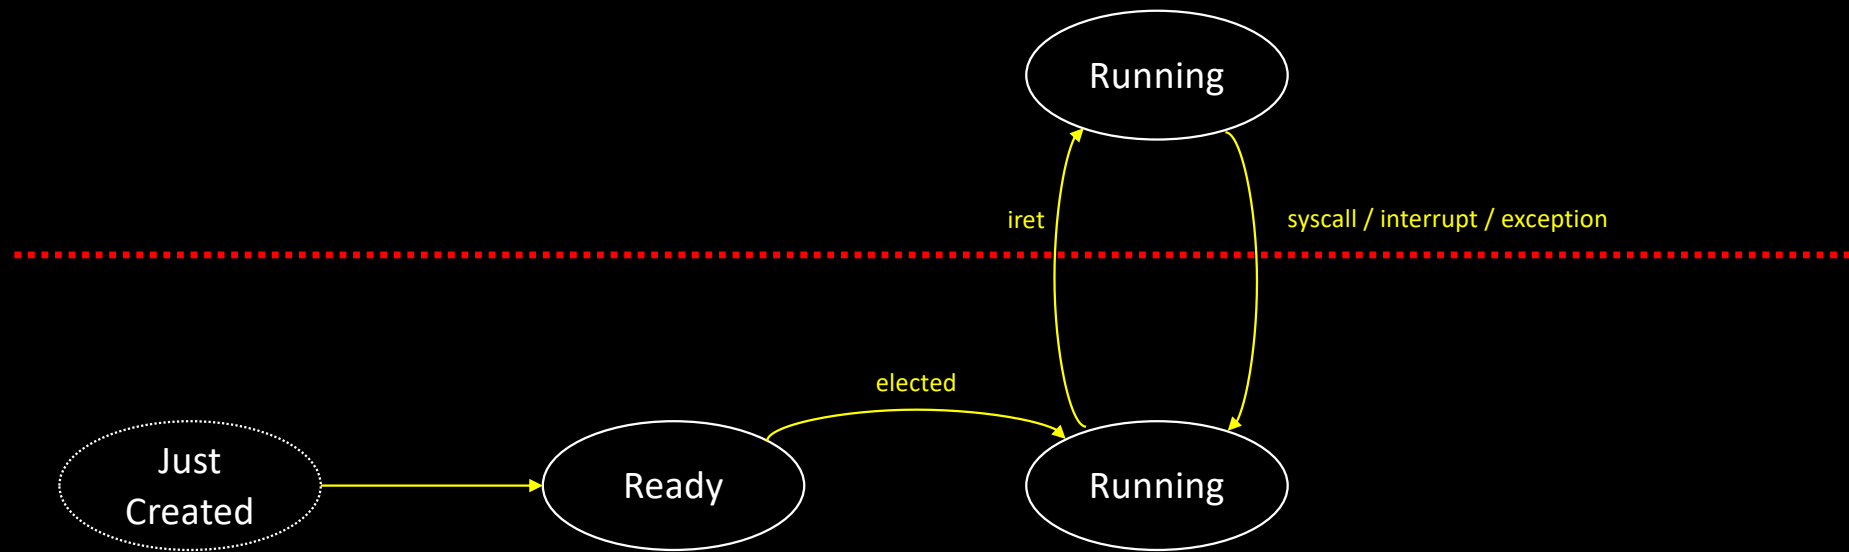 Running
iret
syscall / interrupt / exception
elected
Just
Created
Ready
Running